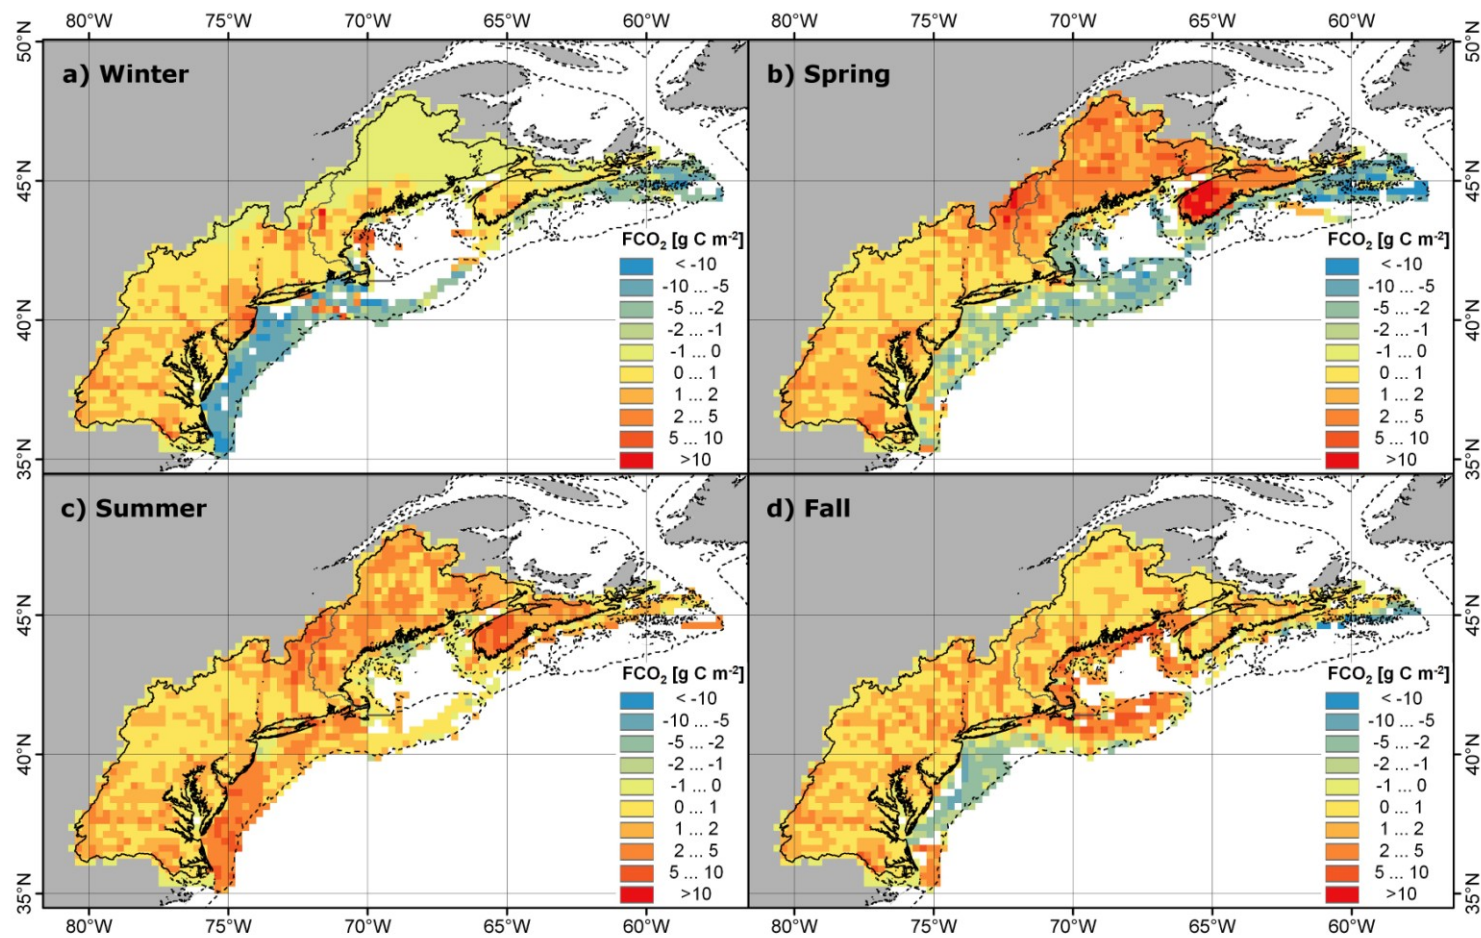 80°W 75°W 70°W 65°W 60°W 80°W 75°W 70°W 65°W 60°W
50°N 50°N
a) Winter b) Spring
45°N 45°N
FCO₂ [g C m⁻²] FCO₂ [g C m⁻²]
< -10 < -10
-10 ... -5 -10 ... -5
-5 ... -2 -5 ... -2
40°N 40°N
-2 ... -1 -2 ... -1
-1 ... 0 -1 ... 0
0 ... 1 0 ... 1
1 ... 2 1 ... 2
2 ... 5 2 ... 5
5 ... 10 5 ... 10
35°N >10 >10 35°N
c) Summer d) Fall
45°N 45°N
FCO₂ [g C m⁻²] FCO₂ [g C m⁻²]
< -10 < -10
-10 ... -5 -10 ... -5
-5 ... -2 -5 ... -2
40°N 40°N
-2 ... -1 -2 ... -1
-1 ... 0 -1 ... 0
0 ... 1 0 ... 1
1 ... 2 1 ... 2
2 ... 5 2 ... 5
5 ... 10 5 ... 10
35°N >10 >10 35°N
80°W 75°W 70°W 65°W 60°W 80°W 75°W 70°W 65°W 60°W